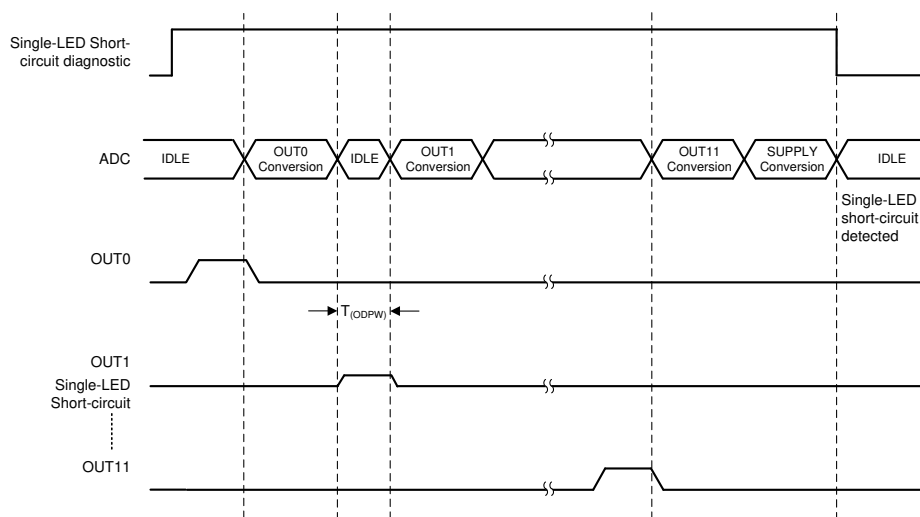 Single-LED Short-
circuit diagnostic
ADC
IDLE
OUT0
Conversion
IDLE
OUT1
Conversion
OUT11
Conversion
SUPPLY
Conversion
IDLE
Single-LED
short-circuit
detected
OUT0
T(ODPW)
OUT1
Single-LED
Short-circuit
OUT11